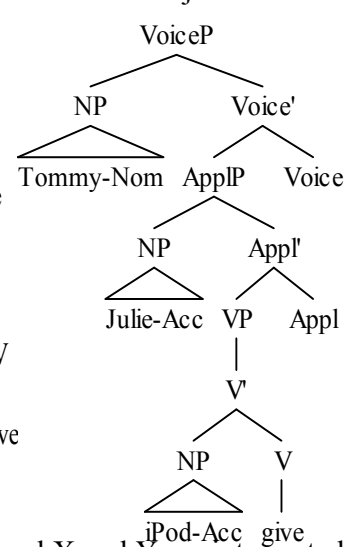 VoiceP
NP Voice'
Tommy-Nom ApplP Voice
NP Appl'
Julie-Acc VP Appl
V'
NP V
iPod-Acc give